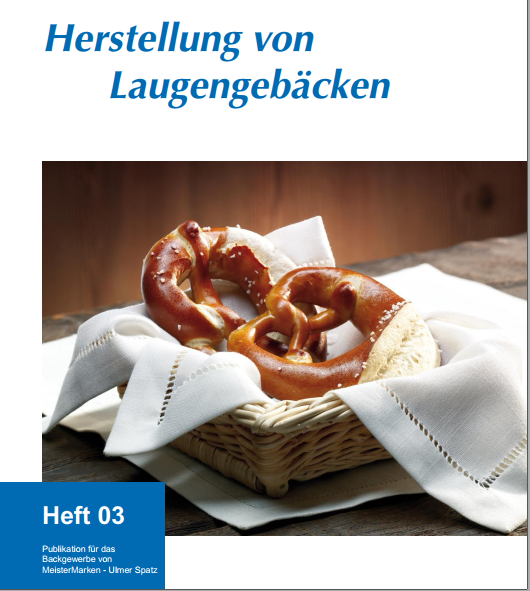 Herstellung von
Laugengebäcken
Heft 03
Publikation für das
Backgewerbe von
MeisterMarken - Ulmer Spatz